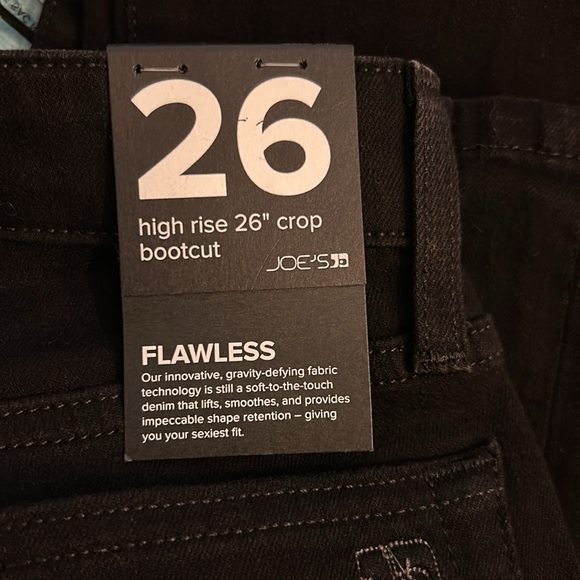 26
high rise 26" crop
bootcut
JOE'S
FLAWLESS
Our innovative, gravity-defying fabric
technology is still a soft-to-the-touch
denim that lifts, smoothes, and provides
impeccable shape retention – giving
you your sexiest fit.